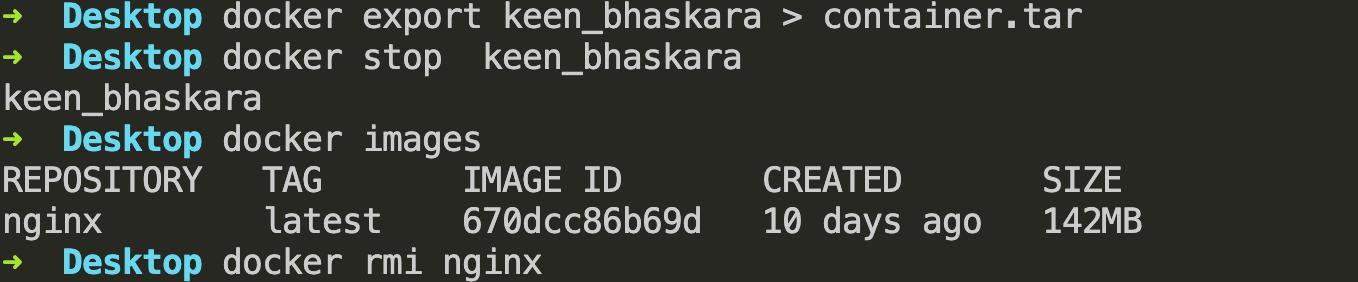 ➜  Desktop docker export keen_bhaskara > container.tar
➜  Desktop docker stop  keen_bhaskara
keen_bhaskara
➜  Desktop docker images
REPOSITORY   TAG       IMAGE ID       CREATED       SIZE
nginx        latest    670dcc86b69d   10 days ago   142MB
➜  Desktop docker rmi nginx